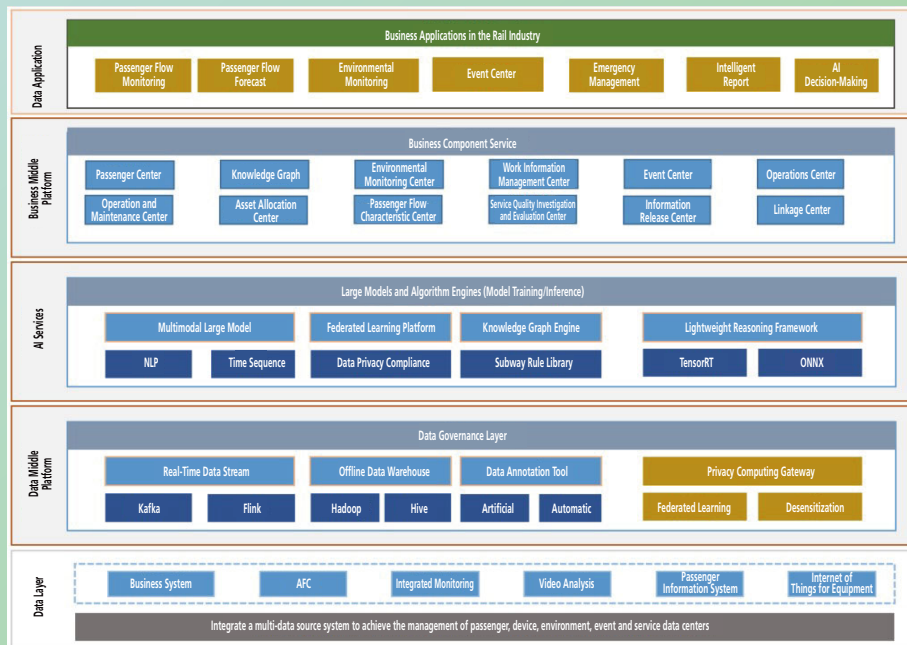 Data Application
Business Applications in the Rail Industry
Passenger Flow
Monitoring
Passenger Flow
Forecast
Environmental
Monitoring
Event Center
Emergency
Management
Intelligent
Report
AI
Decision-Making
Business Middle
Platform
Business Component Service
Passenger Center
Knowledge Graph
Environmental
Monitoring Center
Work Information
Management Center
Event Center
Operations Center
Operation and
Maintenance Center
Asset Allocation
Center
Passenger Flow
Characteristic Center
Service Quality Investigation
and Evaluation Center
Information
Release Center
Linkage Center
AI Services
Large Models and Algorithm Engines (Model Training/Inference)
Multimodal Large Model
Federated Learning Platform
Knowledge Graph Engine
Lightweight Reasoning Framework
NLP
Time Sequence
Data Privacy Compliance
Subway Rule Library
TensorRT
ONNX
Data Middle
Platform
Data Governance Layer
Real-Time Data Stream
Offline Data Warehouse
Data Annotation Tool
Privacy Computing Gateway
Kafka
Flink
Hadoop
Hive
Artificial
Automatic
Federated Learning
Desensitization
Data Layer
Business System
AFC
Integrated Monitoring
Video Analysis
Passenger
Information System
Internet of
Things for Equipment
Integrate a multi-data source system to achieve the management of passenger, device, environment, event and service data centers